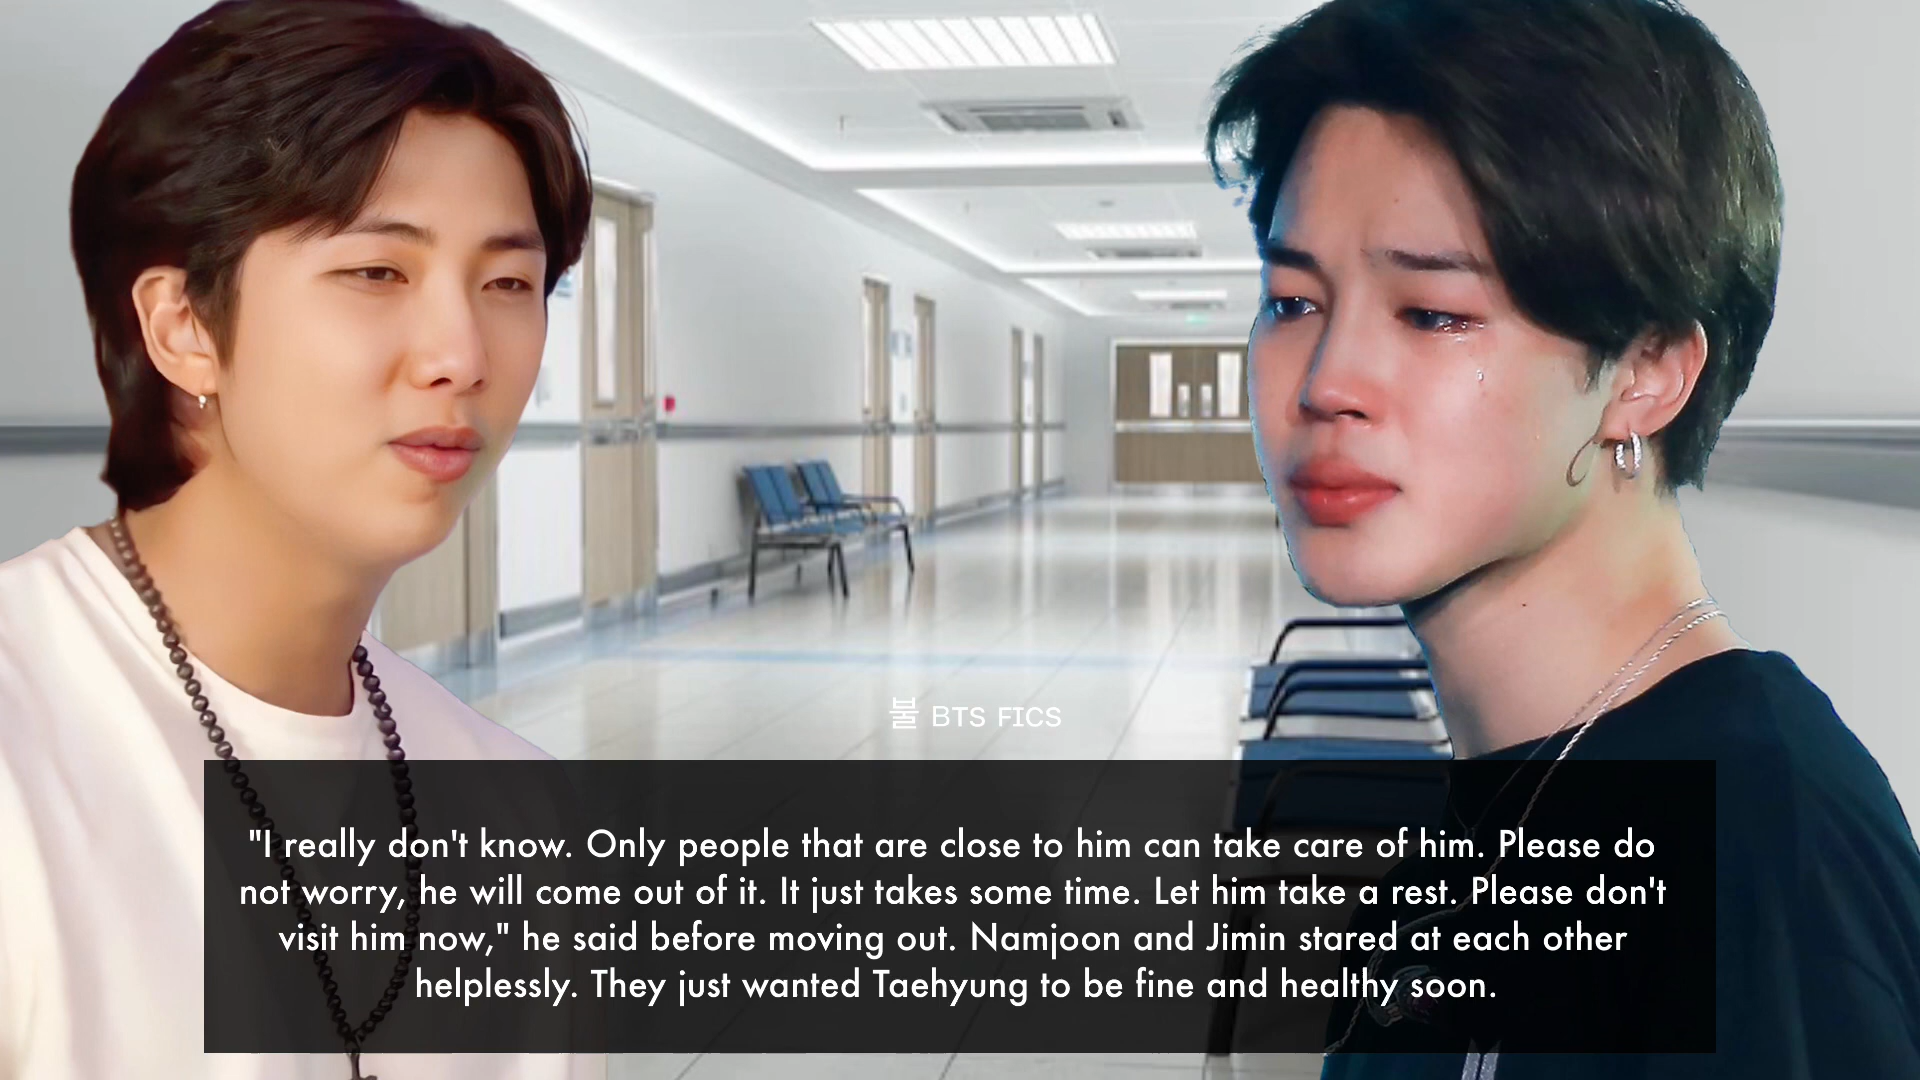 불 BTS FICS
"I really don't know. Only people that are close to him can take care of him. Please do
not worry, he will come out of it. It just takes some time. Let him take a rest. Please don't
visit him now," he said before moving out. Namjoon and Jimin stared at each other
helplessly. They just wanted Taehyung to be fine and healthy soon.